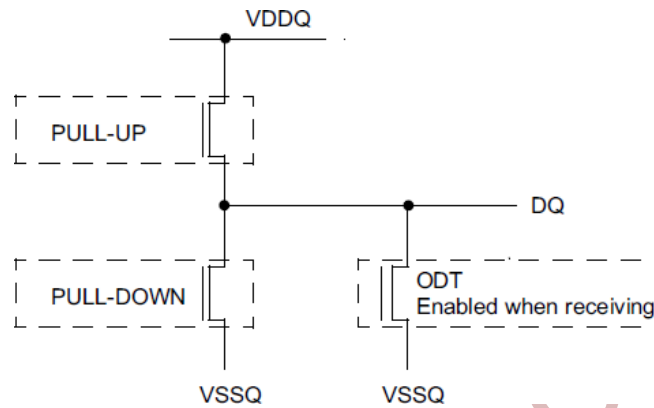 VDDQ
PULL-UP
DQ
PULL-DOWN
ODT
Enabled when receiving
VSSQ
VSSQ